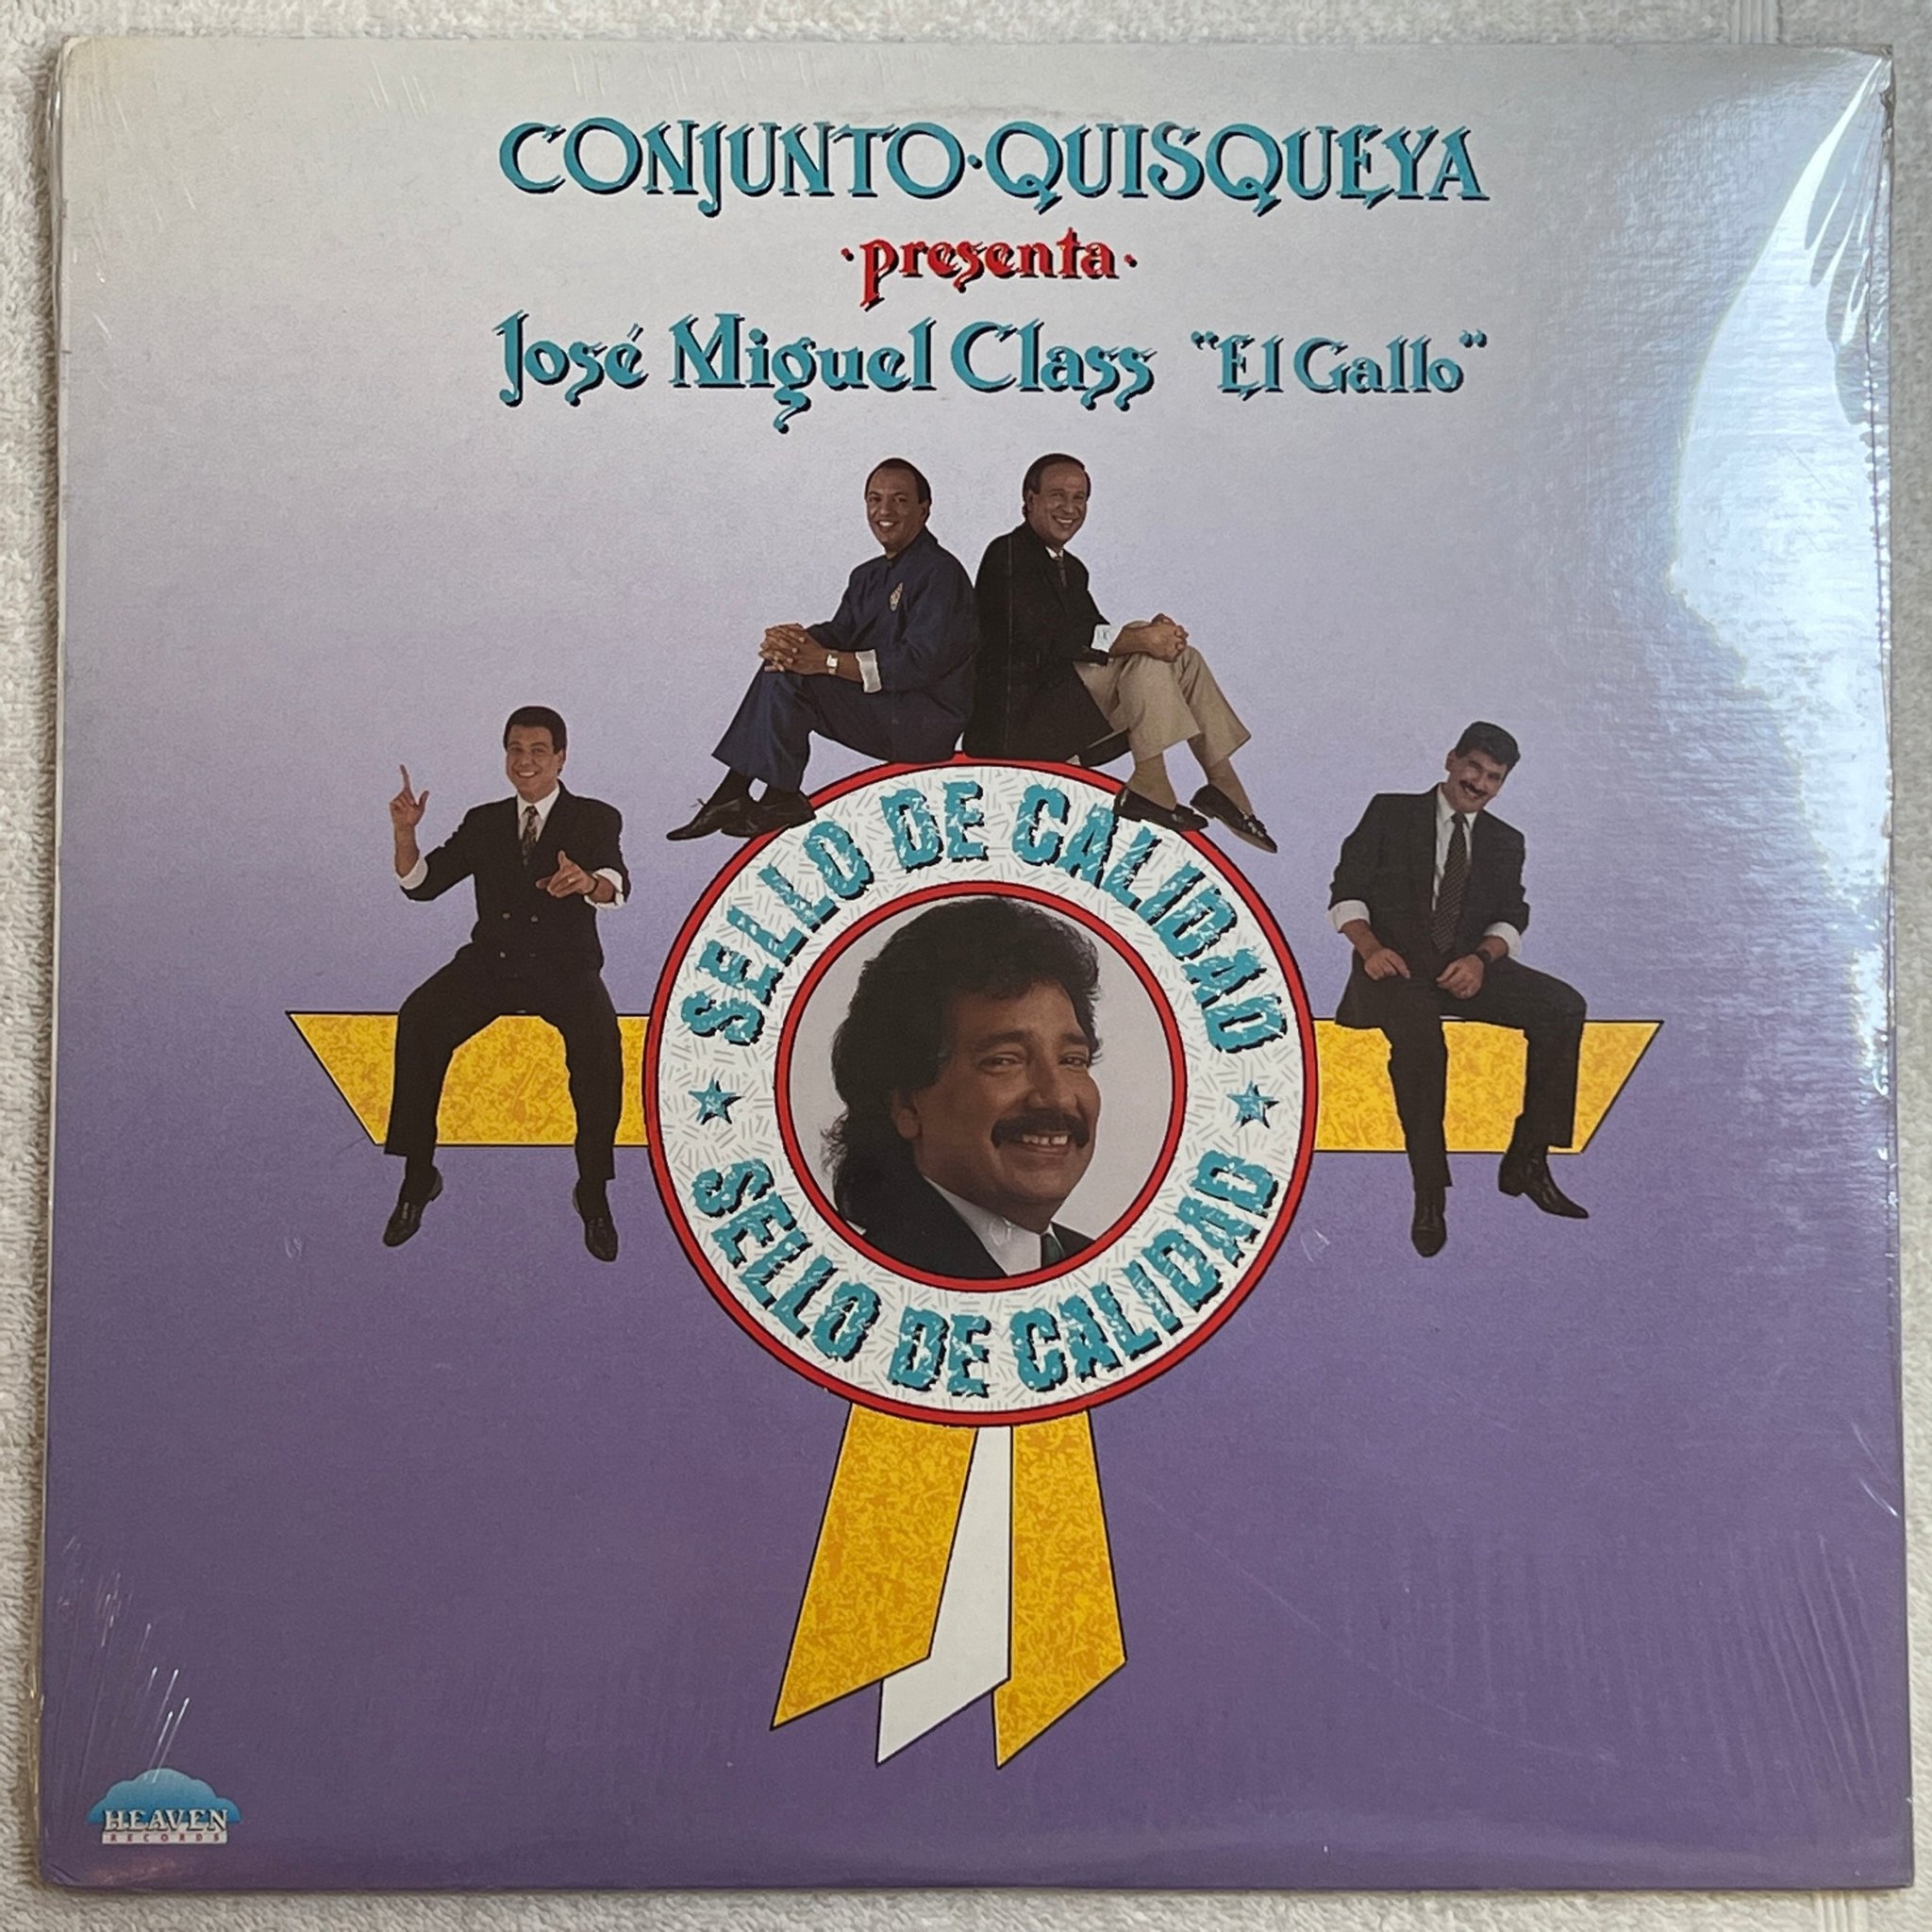 CONJUNTO·QUISQUEYA
·presenta·
José Miguel Class "El Gallo"
SELLO DE CALIDAD
★ ★
SELLO DE CALIDAD
HEAVEN
RECORDS